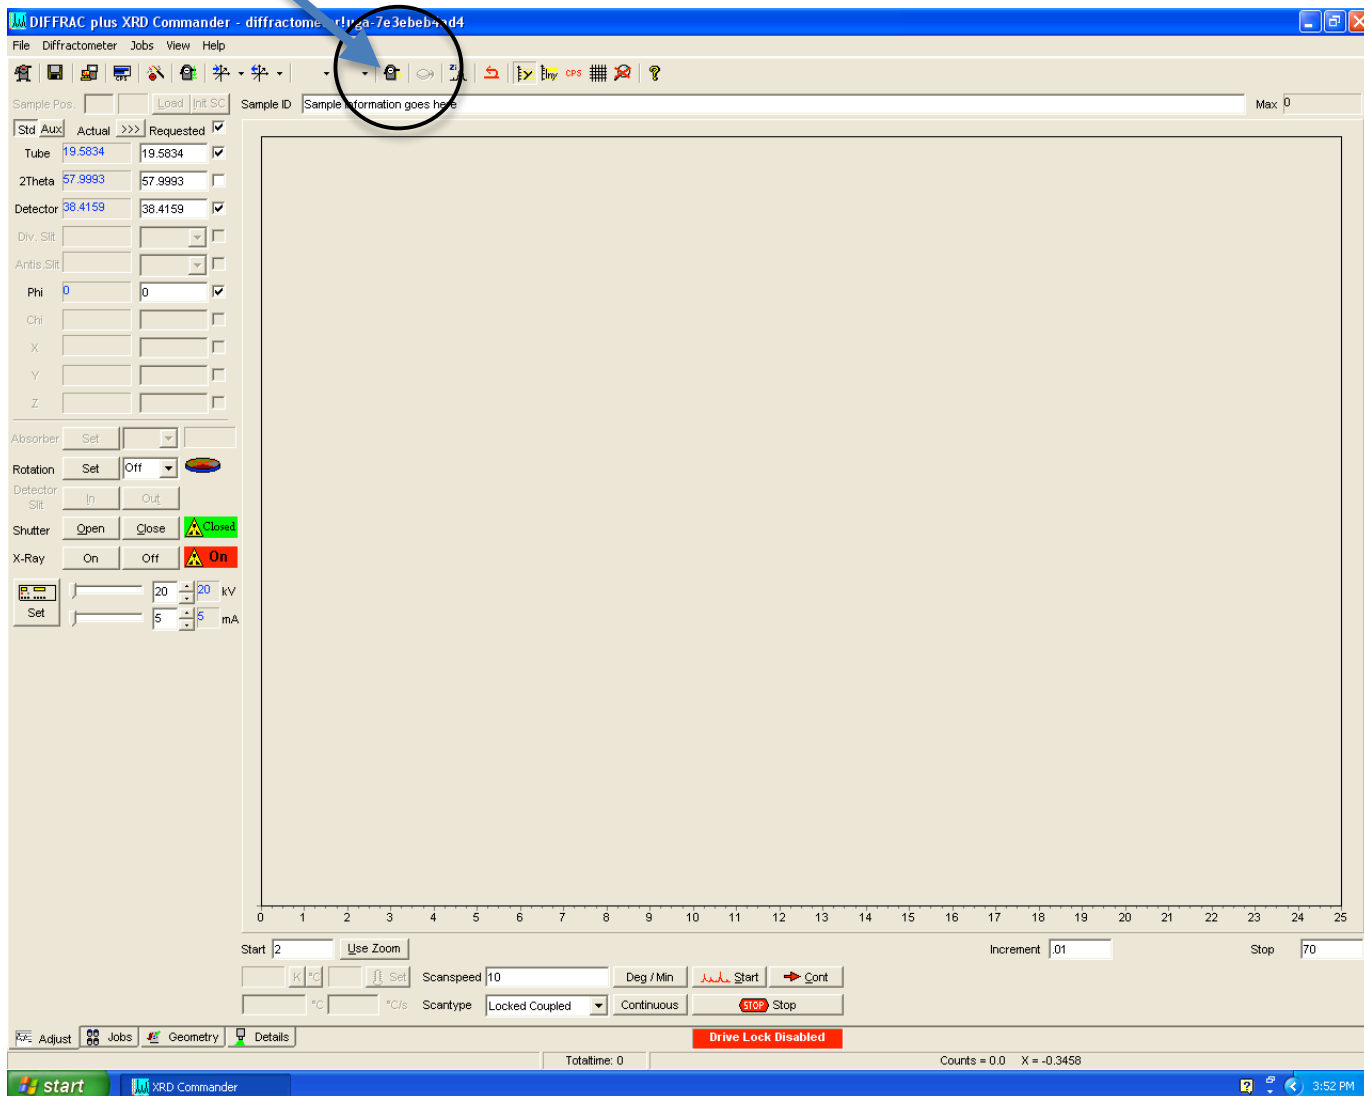 DIFFRAC plus XRD Commander - diffractometer!uga-7e3ebeb4ad4
File Diffractometer Jobs View Help
CPS
Sample Pos. Load Init SC Sample ID Sample Information goes here Max 0
Std Aux Actual >>> Requested
Tube 19.5834 19.5834
2Theta 57.9993 57.9993
Detector 38.4159 38.4159
Div. Slit
Antis.Slit
Phi 0 0
Chi
X
Y
Z
Absorber Set
Rotation Set Off
Detector Slit In Out
Shutter Open Close Closed
X-Ray On Off On
20 20 kV
Set 5 5 mA
0 1 2 3 4 5 6 7 8 9 10 11 12 13 14 15 16 17 18 19 20 21 22 23 24 25
Start 2 Use Zoom Increment .01 Stop 70
K °C Set Scanspeed 10 Deg / Min Start Cont
°C °C/s Scantype Locked Coupled Continuous STOP Stop
Adjust Jobs Geometry Details Drive Lock Disabled
Totaltime: 0 Counts = 0.0 X = -0.3458
start XRD Commander 3:52 PM